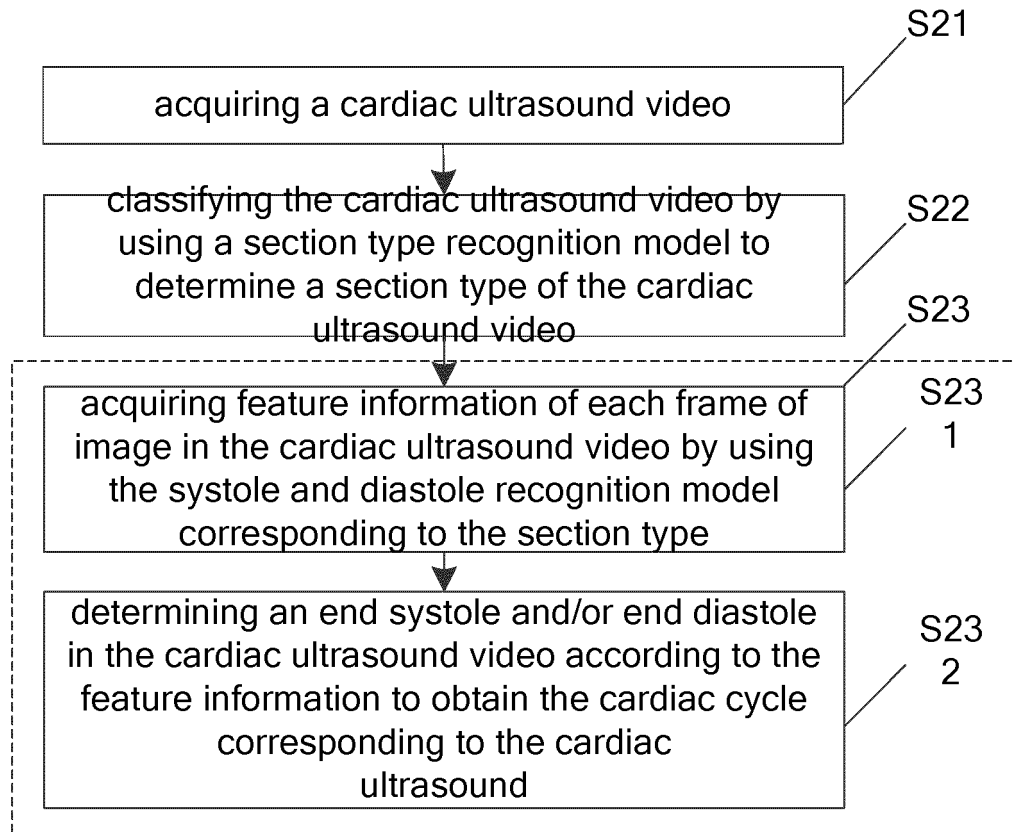 S21
acquiring a cardiac ultrasound video
S22
classifying the cardiac ultrasound video by
using a section type recognition model to
determine a section type of the cardiac
ultrasound video
S23
S23
1
acquiring feature information of each frame of
image in the cardiac ultrasound video by using
the systole and diastole recognition model
corresponding to the section type
S23
2
determining an end systole and/or end diastole
in the cardiac ultrasound video according to the
feature information to obtain the cardiac cycle
corresponding to the cardiac
ultrasound